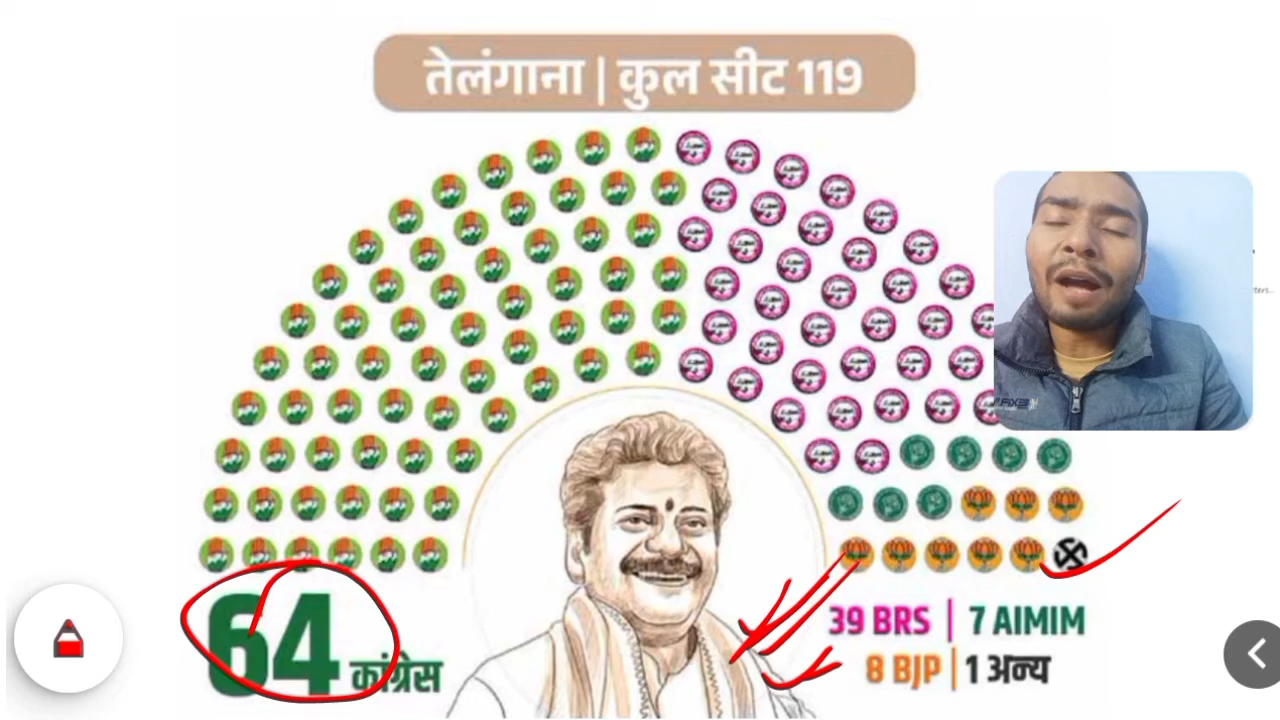 तेलंगाना | कुल सीट 119
64 कांग्रेस
39 BRS | 7 AIMIM
8 BJP | 1 अन्य